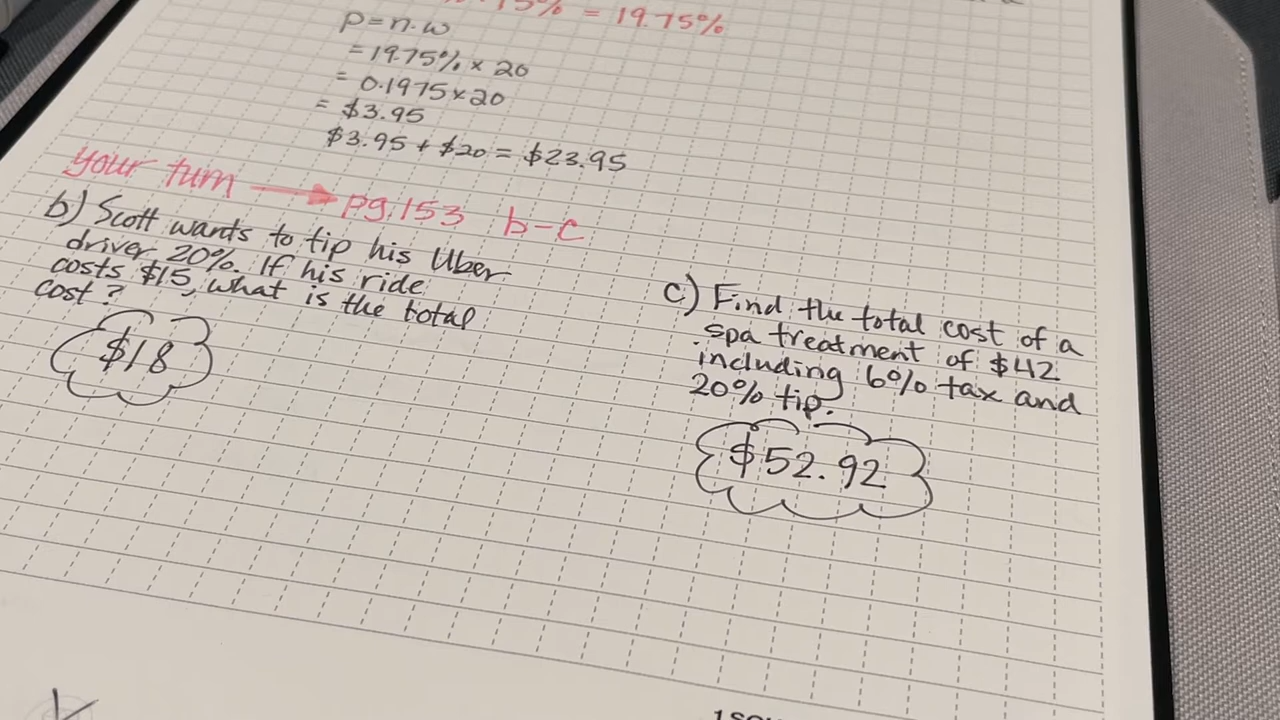 75% = 19.75%
p=n.w
=19.75% x 20
= 0.1975x20
= $3.95
$3.95 + $20 = $23.95
your turn → pg.153 b-c
b) Scott wants to tip his Uber
driver 20%. If his ride
costs $15, what is the total
cost?
$18
c) Find the total cost of a
spa treatment of $42
including 6% tax and
20% tip.
$52.92